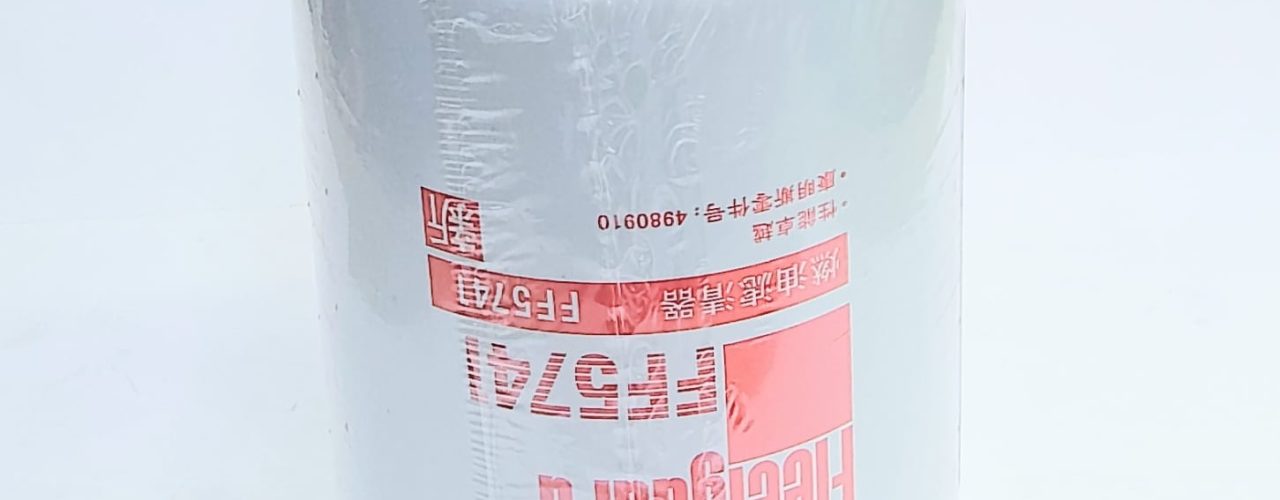 Fleetguard
FF5741
燃油滤清器 FF5741
• 性能卓越
• 康明斯零件号：4980910
新